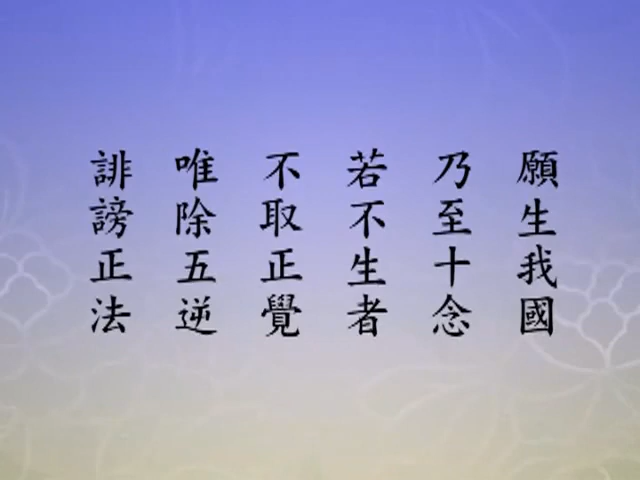 願生我國
乃至十念
若不生者
不取正覺
唯除五逆
誹謗正法